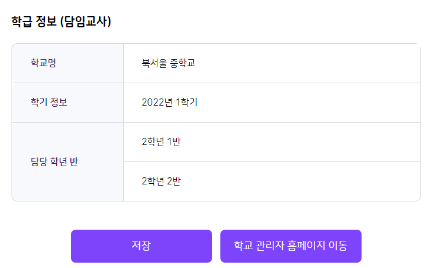 학급 정보 (담임교사)
학교명
북서울 중학교
학기 정보
2022년 1학기
담당 학년 반
2학년 1반
2학년 2반
저장
학교 관리자 홈페이지 이동